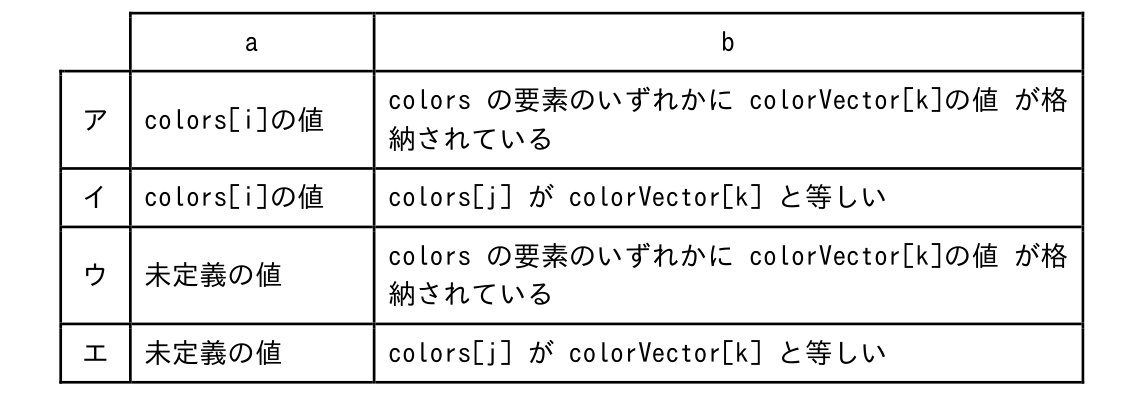 a b
ア colors[i]の値 colors の要素のいずれかに colorVector[k]の値 が格
納されている
イ colors[i]の値 colors[j] が colorVector[k] と等しい
ウ 未定義の値 colors の要素のいずれかに colorVector[k]の値 が格
納されている
エ 未定義の値 colors[j] が colorVector[k] と等しい